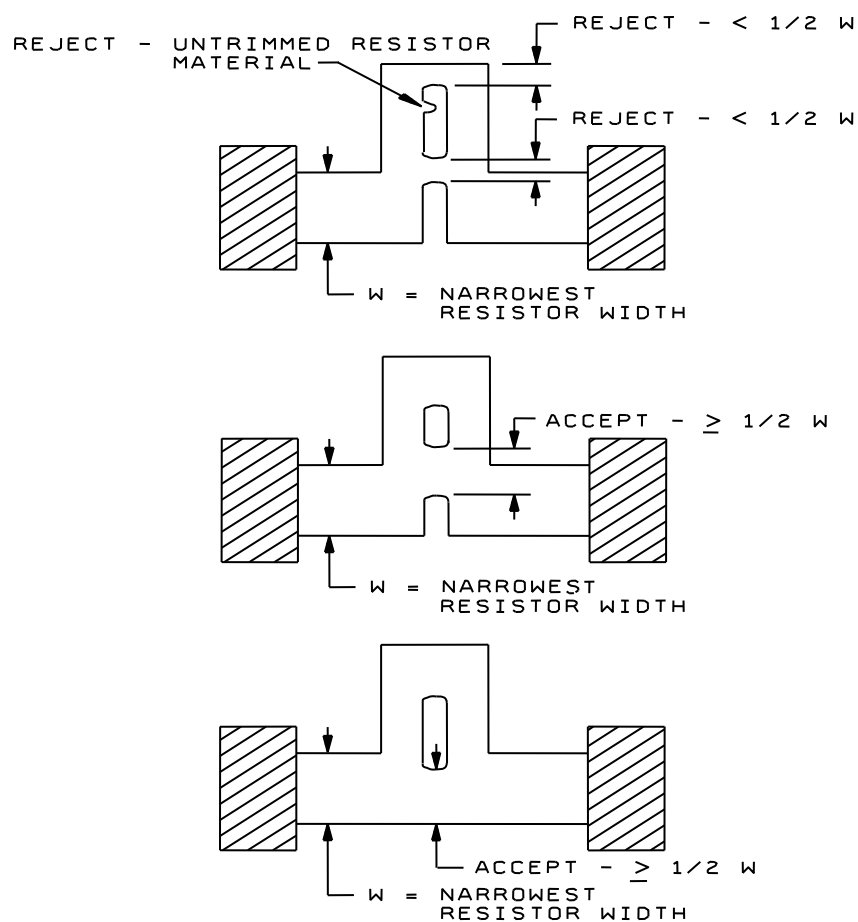 REJECT - < 1/2 W
REJECT - UNTRIMMED RESISTOR
MATERIAL
REJECT - < 1/2 W
W = NARROWEST
RESISTOR WIDTH
ACCEPT - ≥ 1/2 W
W = NARROWEST
RESISTOR WIDTH
ACCEPT - ≥ 1/2 W
W = NARROWEST
RESISTOR WIDTH